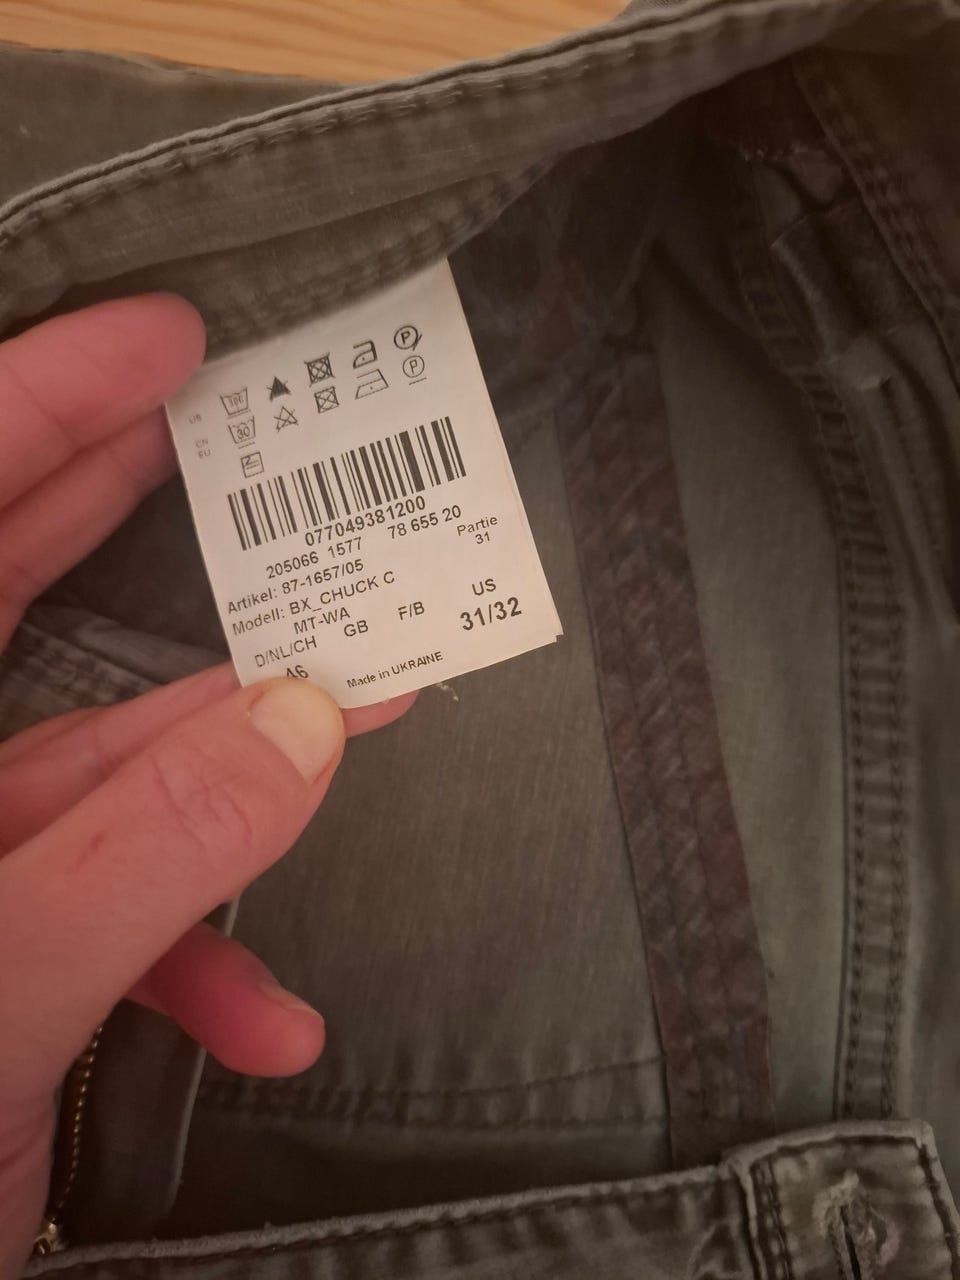 US
CN
EU
30
P
P
077049381200
205066 1577 78 655 20
Artikel: 87-1657/05 Partie
Modell: BX_CHUCK C 31
MT-WA
D/NL/CH GB F/B US
46 31/32
Made in UKRAINE